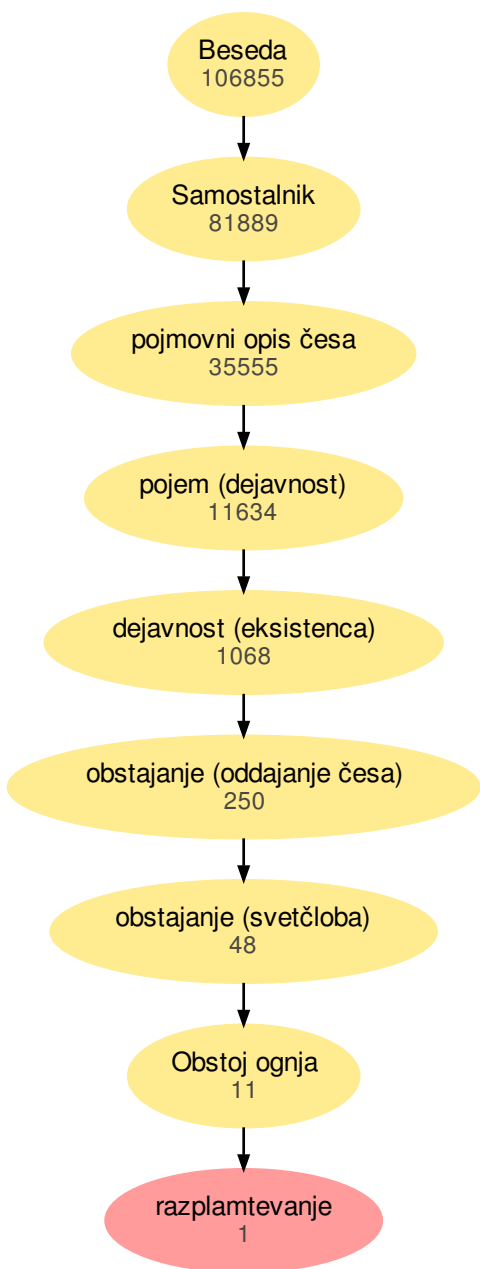 Beseda
106855
Samostalnik
81889
pojmovni opis česa
35555
pojem (dejavnost)
11634
dejavnost (eksistenca)
1068
obstajanje (oddajanje česa)
250
obstajanje (svetčloba)
48
Obstoj ognja
11
razplamtevanje
1